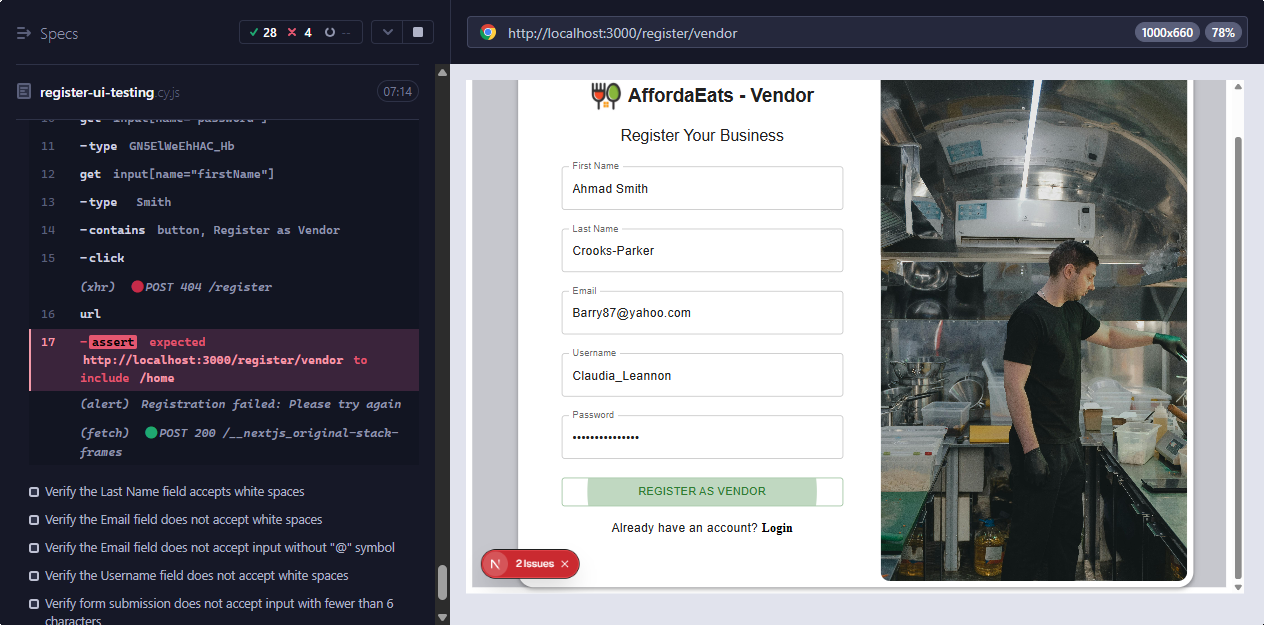 Specs
28
4
--
http://localhost:3000/register/vendor
1000x660
78%
register-ui-testing.cy.js
07:14
10 get input[name="password"]
11 -type GN5ElWeEhHAC_Hb
12 get input[name="firstName"]
13 -type Smith
14 -contains button, Register as Vendor
15 -click
(xhr) POST 404 /register
16 url
17 -assert expected
http://localhost:3000/register/vendor to
include /home
(alert) Registration failed: Please try again
(fetch) POST 200 /__nextjs_original-stack-
frames
Verify the Last Name field accepts white spaces
Verify the Email field does not accept white spaces
Verify the Email field does not accept input without "@" symbol
Verify the Username field does not accept white spaces
Verify form submission does not accept input with fewer than 6
characters
AffordaEats - Vendor
Register Your Business
First Name
Ahmad Smith
Last Name
Crooks-Parker
Email
Barry87@yahoo.com
Username
Claudia_Leannon
Password
•••••••••••••••
REGISTER AS VENDOR
Already have an account? Login
N 2 Issues ×